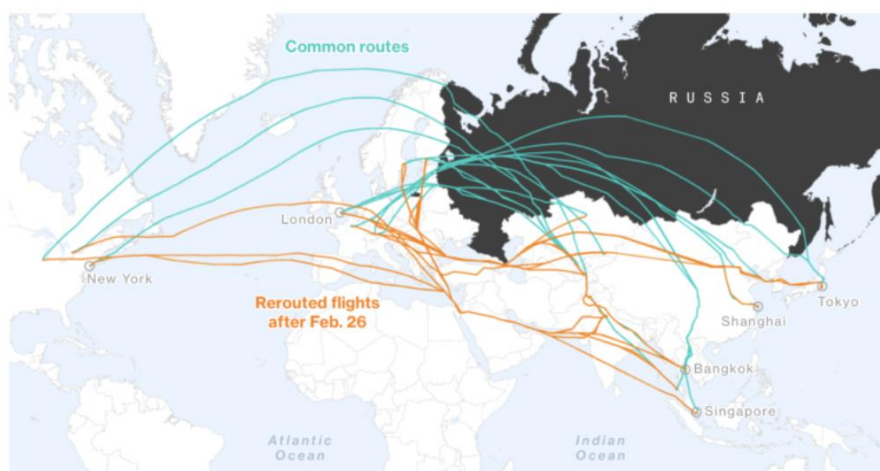 Common routes
RUSSIA
London
New York
Rerouted flights
after Feb. 26
Tokyo
Shanghai
Bangkok
Singapore
Atlantic
Ocean
Indian
Ocean